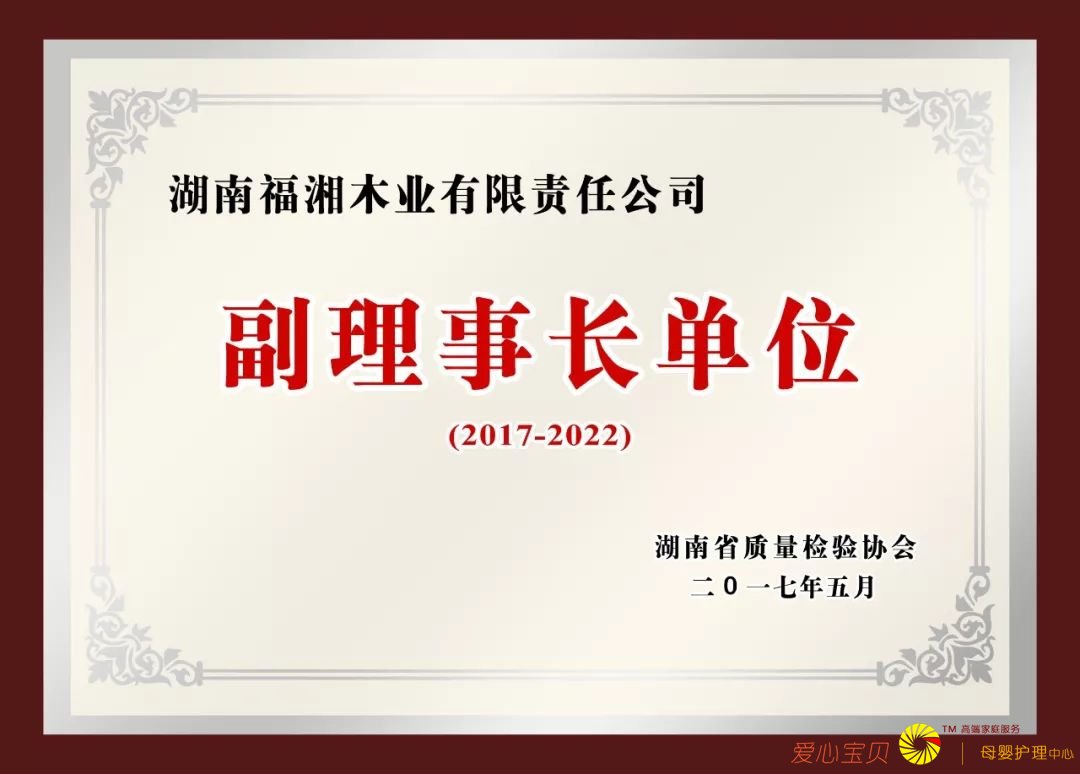 湖南福湘木业有限责任公司
副理事长单位
(2017-2022)
湖南省质量检验协会
二0一七年五月
爱心宝贝
TM 高端家庭服务
母婴护理中心